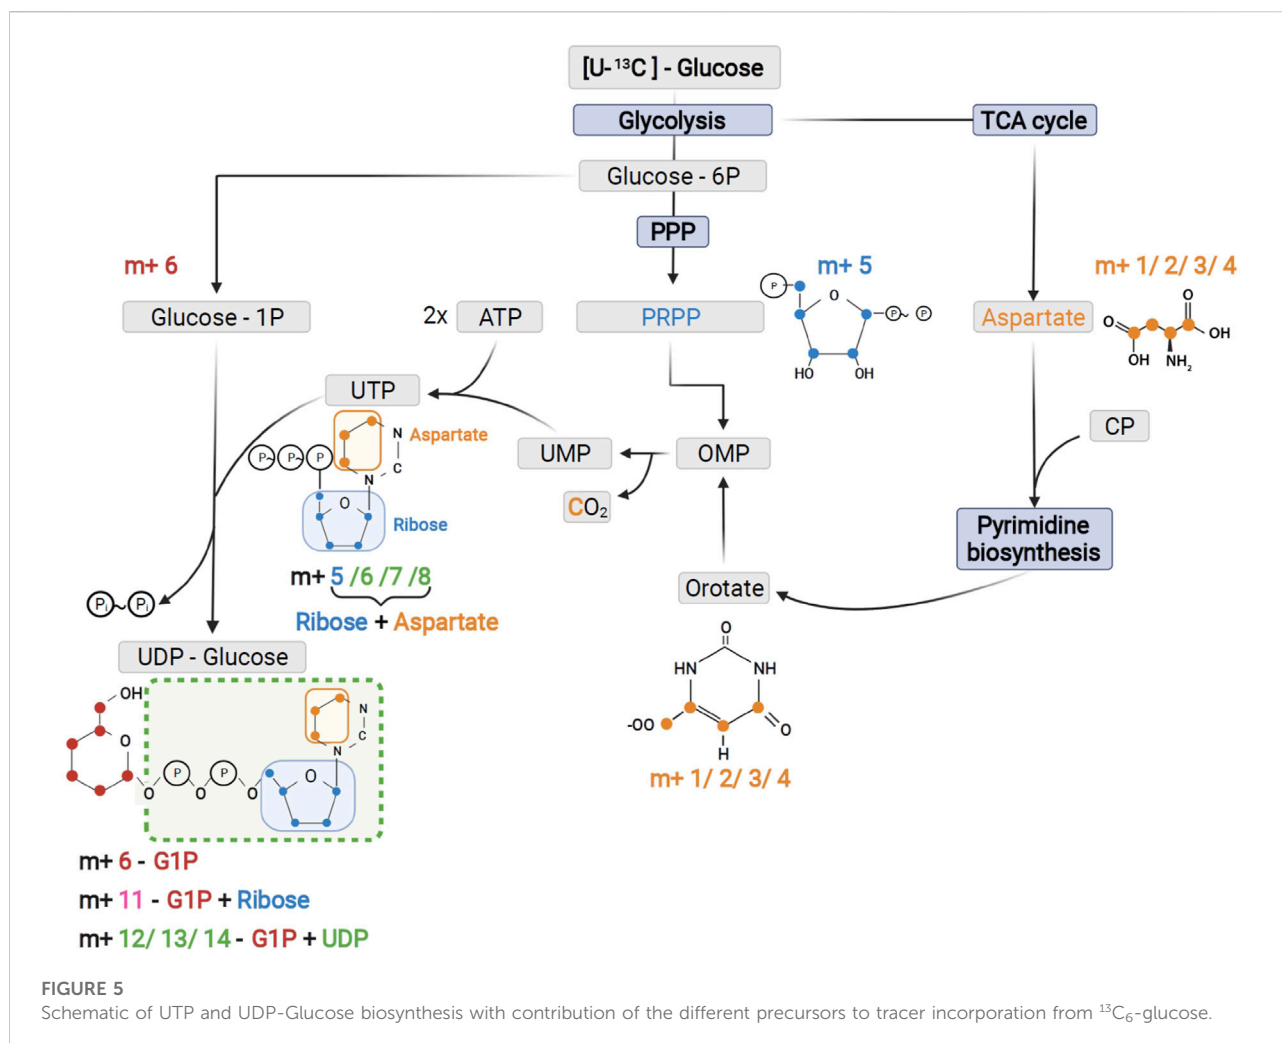 [U-¹³C] - Glucose
Glycolysis
TCA cycle
Glucose - 6P
PPP
m+ 6
m+ 5
m+ 1/ 2/ 3/ 4
Glucose - 1P
2x
ATP
PRPP
P
O
P~ P
HO
OH
Aspartate
O
O
OH
OH
NH₂
UTP
Aspartate
N
C
N
P~ P~ P
O
Ribose
UMP
OMP
CP
CO₂
Pyrimidine
biosynthesis
m+ 5 /6 /7 /8
Ribose + Aspartate
Orotate
Pi~Pi
UDP - Glucose
O
HN
NH
-OO
O
H
m+ 1/ 2/ 3/ 4
OH
O
O
P
O
P
O
O
N
C
N
m+ 6 - G1P
m+ 11 - G1P + Ribose
m+ 12/ 13/ 14 - G1P + UDP
FIGURE 5
Schematic of UTP and UDP-Glucose biosynthesis with contribution of the different precursors to tracer incorporation from ¹³C₆-glucose.